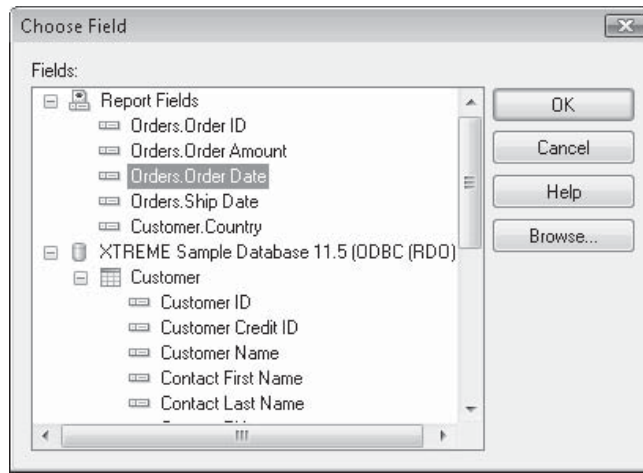 Choose Field
Fields:
Report Fields
Orders.Order ID
Orders.Order Amount
Orders.Order Date
Orders.Ship Date
Customer.Country
XTREME Sample Database 11.5 (ODBC (RDO)
Customer
Customer ID
Customer Credit ID
Customer Name
Contact First Name
Contact Last Name
OK
Cancel
Help
Browse...